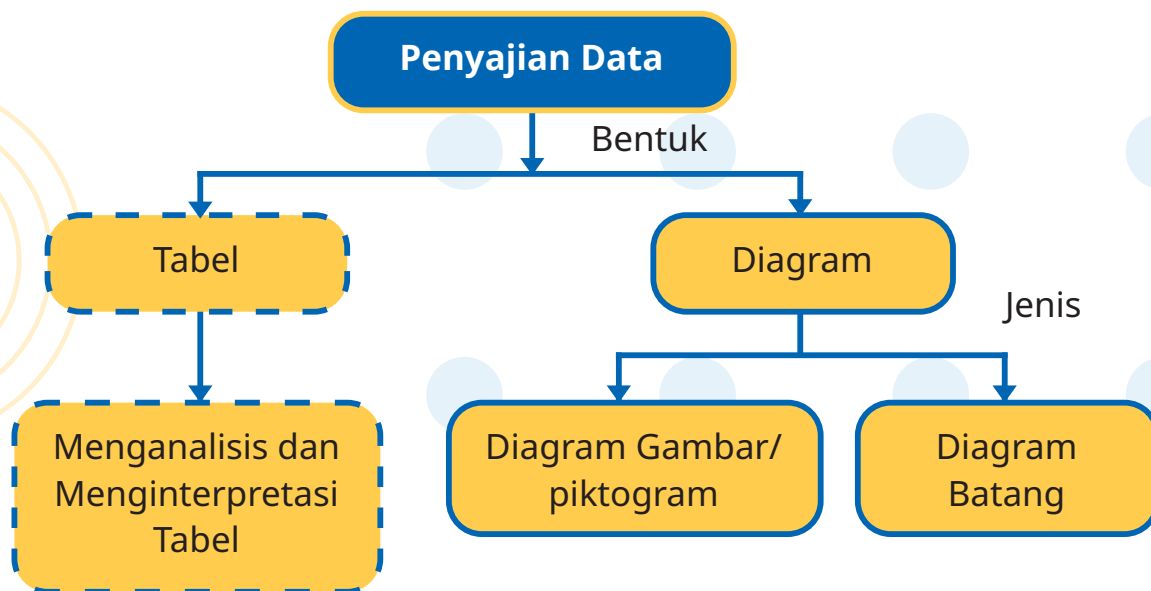 Penyajian Data
Bentuk
Tabel
Diagram
Jenis
Menganalisis dan
Menginterpretasi
Tabel
Diagram Gambar/
piktogram
Diagram
Batang